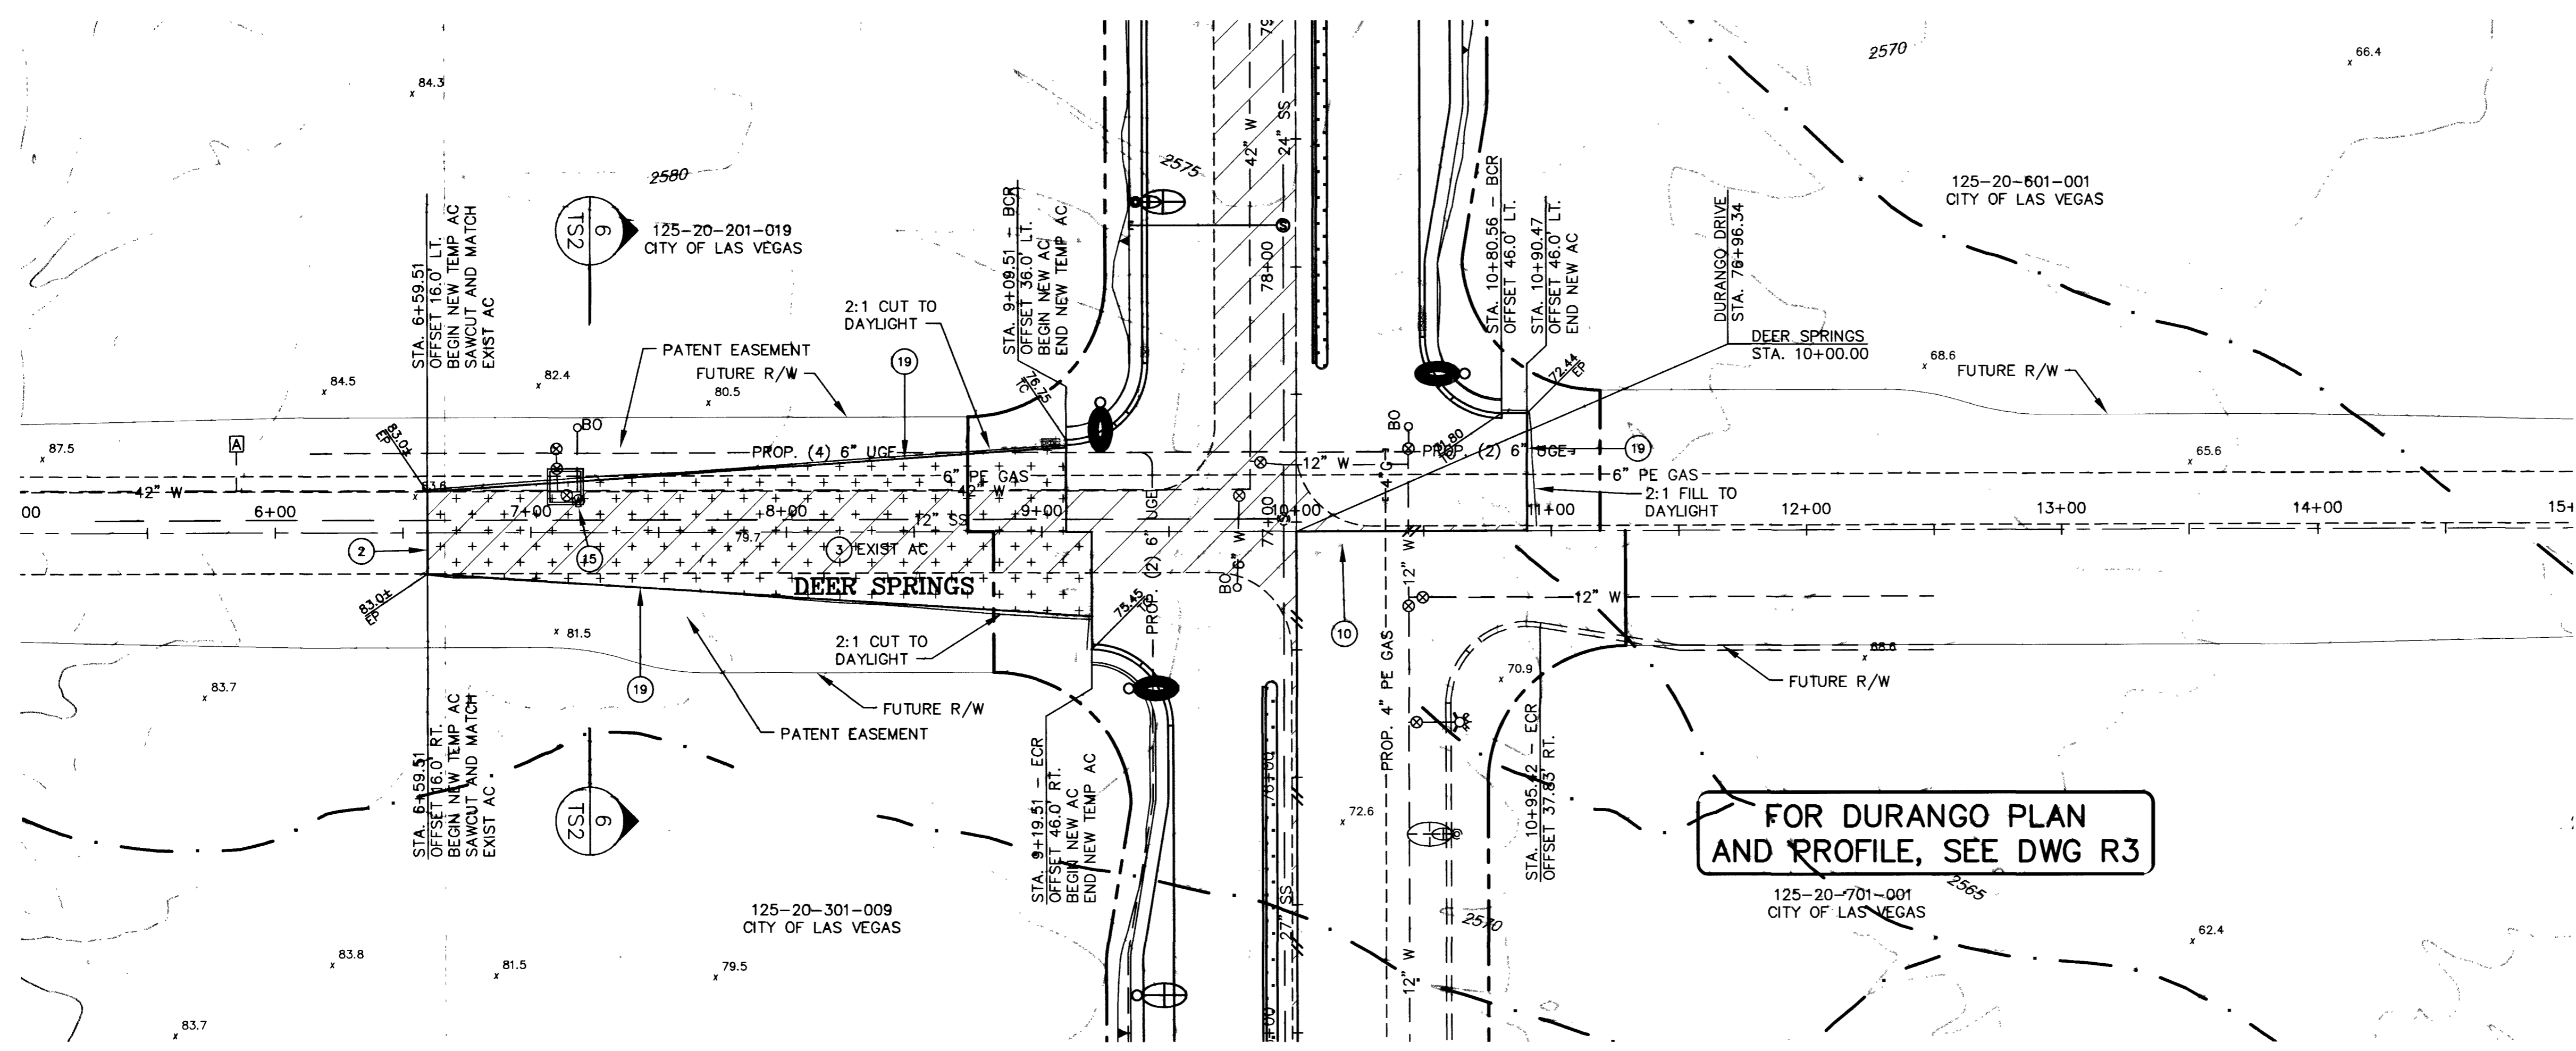 84.3
2580
6
TS2
125-20-201-019
CITY OF LAS VEGAS
STA. 6+59.51
OFFSET 16.0' LT.
BEGIN NEW TEMP AC
SAWCUT AND MATCH
EXIST AC
2:1 CUT TO
DAYLIGHT
PATENT EASEMENT
FUTURE R/W
19
STA. 9+09.51 - BCR
OFFSET 36.0' LT.
BEGIN NEW AC
END NEW TEMP AC
76.75
TC
2575
42" W
24" SS
78+00
STA. 10+80.56 - BCR
OFFSET 46.0' LT.
STA. 10+90.47
OFFSET 46.0' LT.
END NEW AC
72.44
EP
DURANGO DRIVE
STA. 76+96.34
DEER SPRINGS
STA. 10+00.00
2570
66.4
125-20-601-001
CITY OF LAS VEGAS
68.6
FUTURE R/W
84.5
82.4
80.5
87.5
A
83.0±
EP
83.6
BO
PROP. (4) 6" UGE
6" PE GAS
42" W
42" W
12" W
BO
PROP. (2) 6" UGE
19
6" PE GAS
2:1 FILL TO
DAYLIGHT
65.6
4"G
00
6+00
7+00
8+00
9+00
10+00
11+00
12+00
13+00
14+00
15+
12" SS
77+00
2
15
79.7
3
EXIST AC
DEER SPRINGS
83.0±
EP
PROP. (2) 6" UGE
BO
6" W
12" W
12" W
10
75.45
TC
81.5
2:1 CUT TO
DAYLIGHT
19
FUTURE R/W
PATENT EASEMENT
83.7
PROP. 4" PE GAS
70.9
68.6
FUTURE R/W
STA. 6+59.51
OFFSET 16.0' RT.
BEGIN NEW TEMP AC
SAWCUT AND MATCH
EXIST AC
6
TS2
STA. 9+19.51 - ECR
OFFSET 46.0' RT.
BEGIN NEW AC
END NEW TEMP AC
76+00
72.6
STA. 10+95.42 - ECR
OFFSET 37.83' RT.
FOR DURANGO PLAN
AND PROFILE, SEE DWG R3
125-20-701-001
CITY OF LAS VEGAS
2565
125-20-301-009
CITY OF LAS VEGAS
27" SS
12" W
2570
62.4
83.8
81.5
79.5
83.7
+00